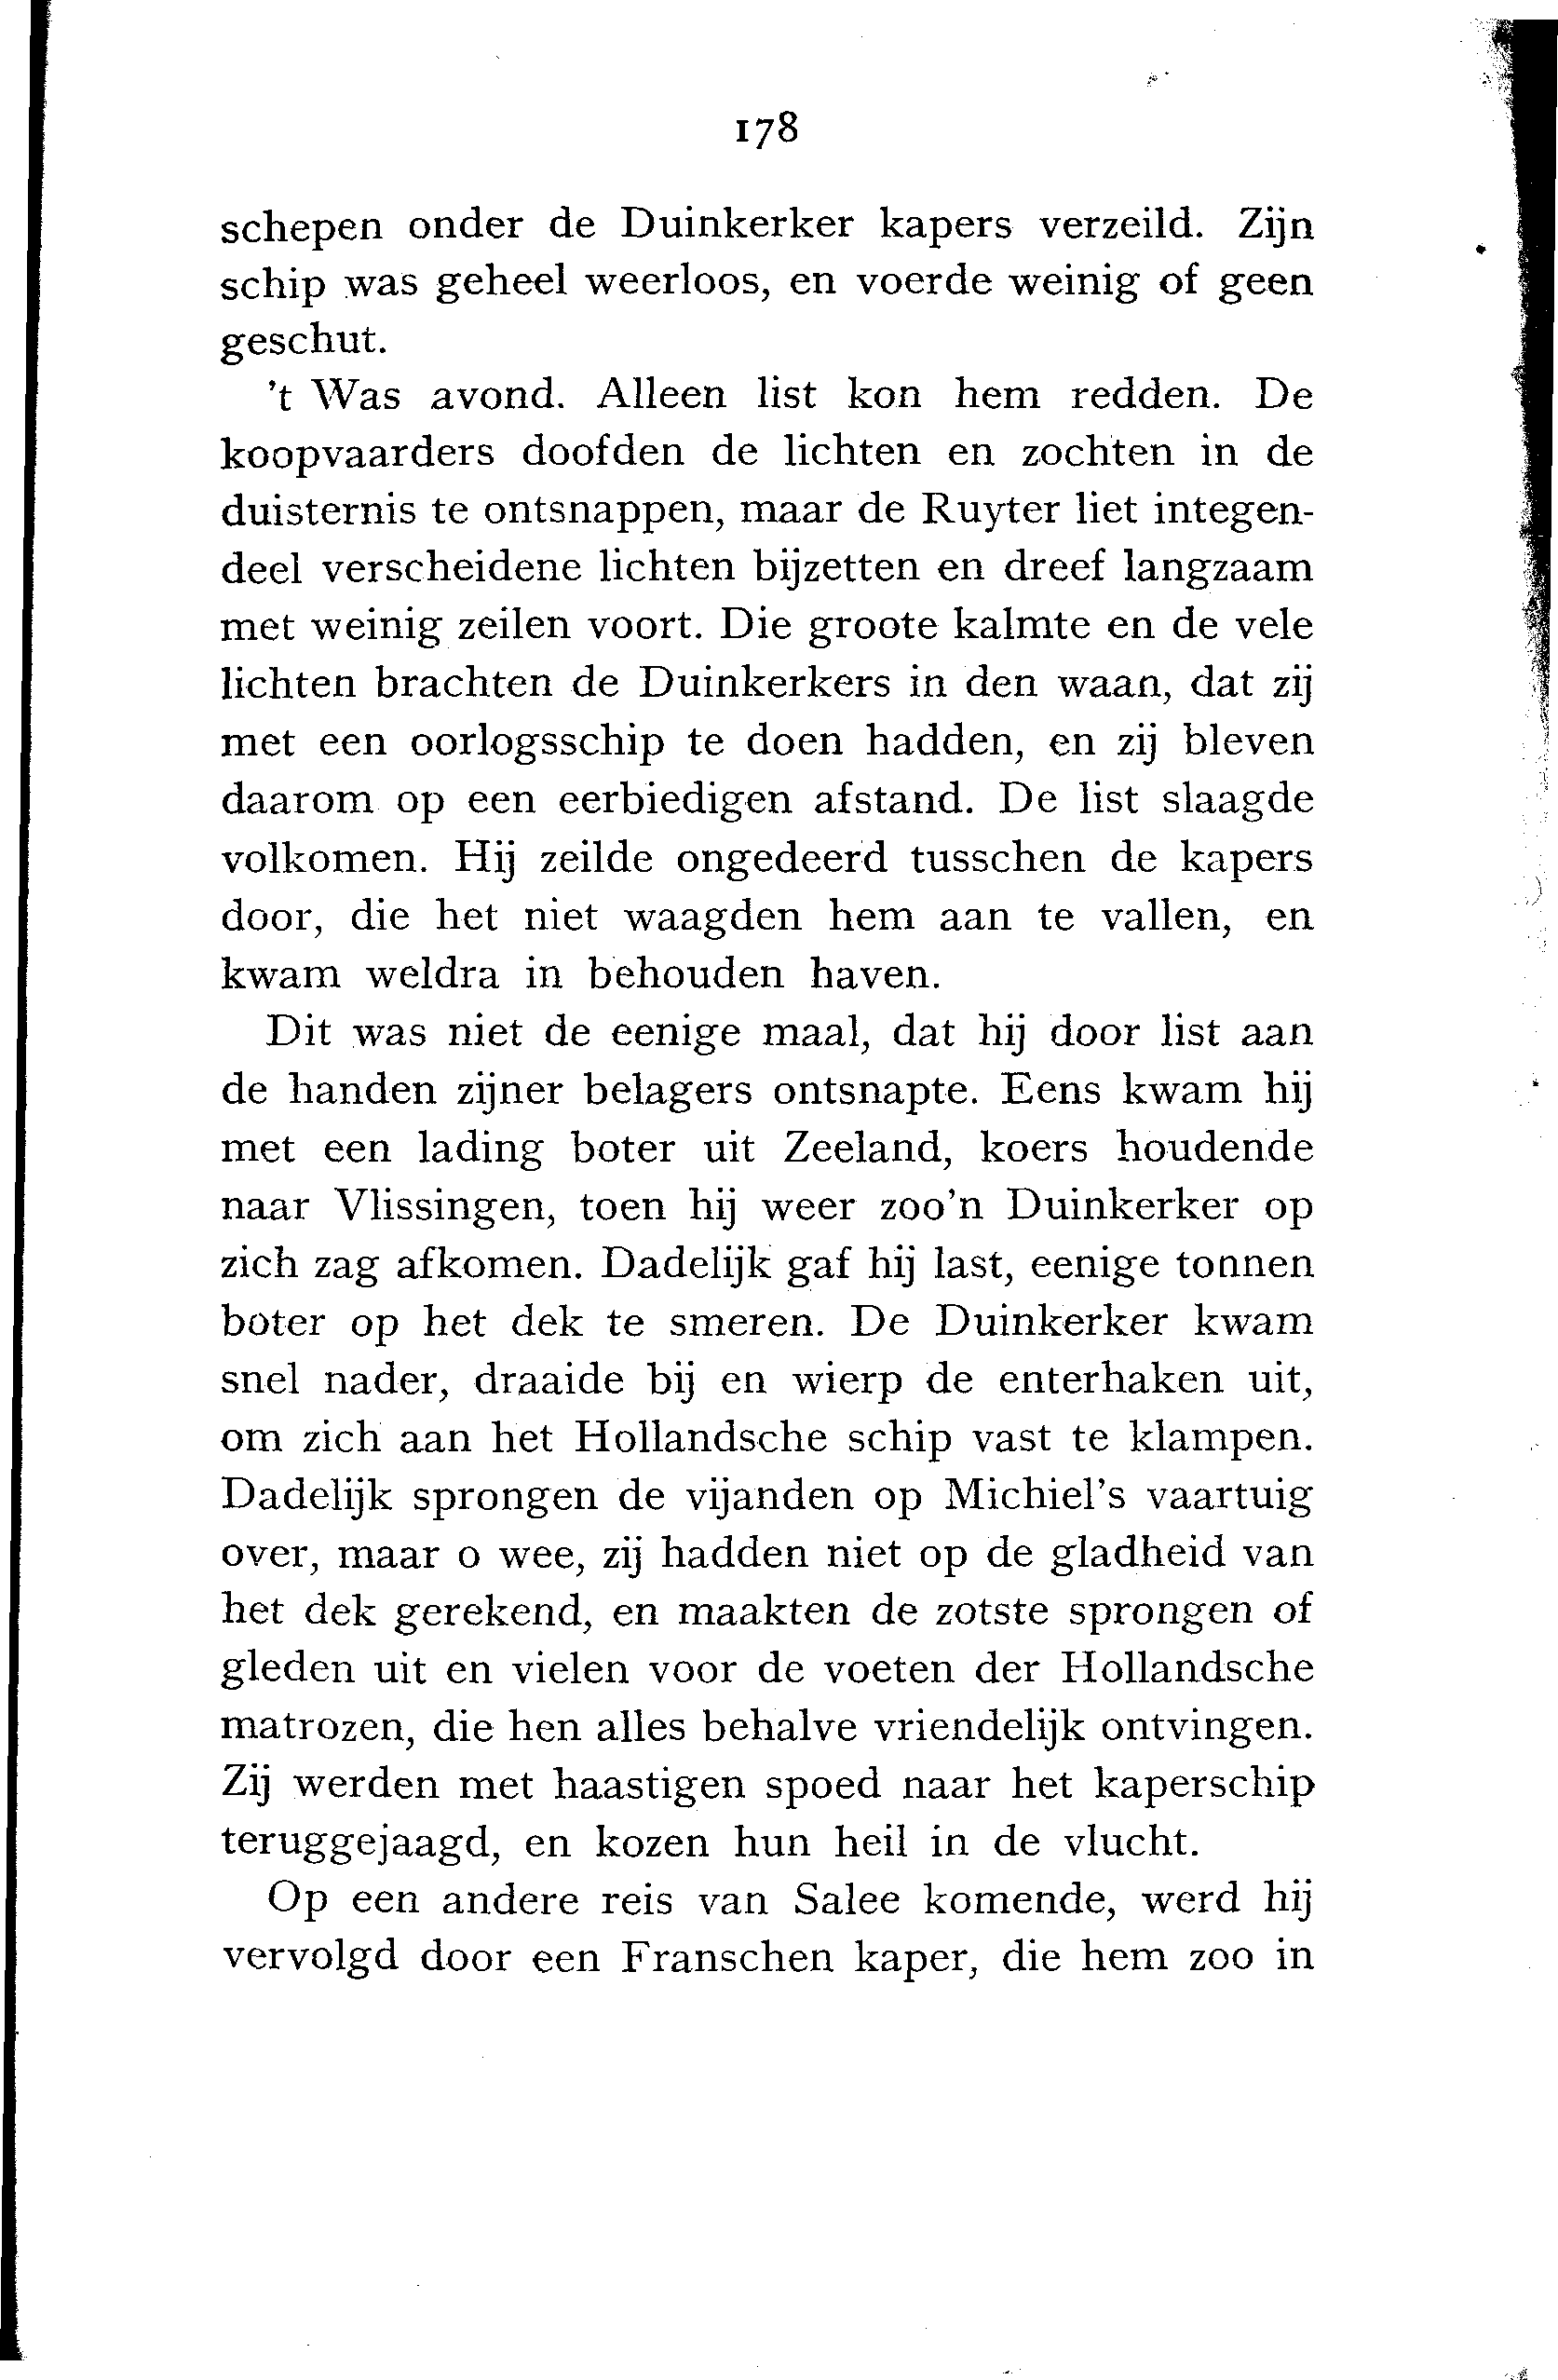 178
schepen onder de Duinkerker kapers verzeild. Zijn
schip was geheel weerloos, en voerde weinig of geen
geschut.
't Was avond. Alleen list kon hem redden. De
koopvaarders doofden de lichten en zochten in de
duisternis te ontsnappen, maar de Ruyter liet integen-
deel verscheidene lichten bijzetten en dreef langzaam
met weinig zeilen voort. Die groote kalmte en de vele
lichten brachten de Duinkerkers in den waan, dat zij
met een oorlogsschip te doen hadden, en zij bleven
daarom op een eerbiedigen afstand. De list slaagde
volkomen. Hij zeilde ongedeerd tusschen de kapers
door, die het niet waagden hem aan te vallen, en
kwam weldra in behouden haven.
Dit was niet de eenige maal, dat hij door list aan
de handen zijner belagers ontsnapte. Eens kwam hij
met een lading boter uit Zeeland, koers houdende
naar Vlissingen, toen hij weer zoo'n Duinkerker op
zich zag afkomen. Dadelijk gaf hij last, eenige tonnen
boter op het dek te smeren. De Duinkerker kwam
snel nader, draaide bij en wierp de enterhaken uit,
om zich aan het Hollandsche schip vast te klampen.
Dadelijk sprongen de vijanden op Michiel's vaartuig
over, maar o wee, zij hadden niet op de gladheid van
het dek gerekend, en maakten de zotste sprongen of
gleden uit en vielen voor de voeten der Hollandsche
matrozen, die hen alles behalve vriendelijk ontvingen.
Zij werden met haastigen spoed naar het kaperschip
teruggejaagd, en kozen hun heil in de vlucht.
Op een andere reis van Salee komende, werd hij
vervolgd door een Franschen kaper, die hem zoo in